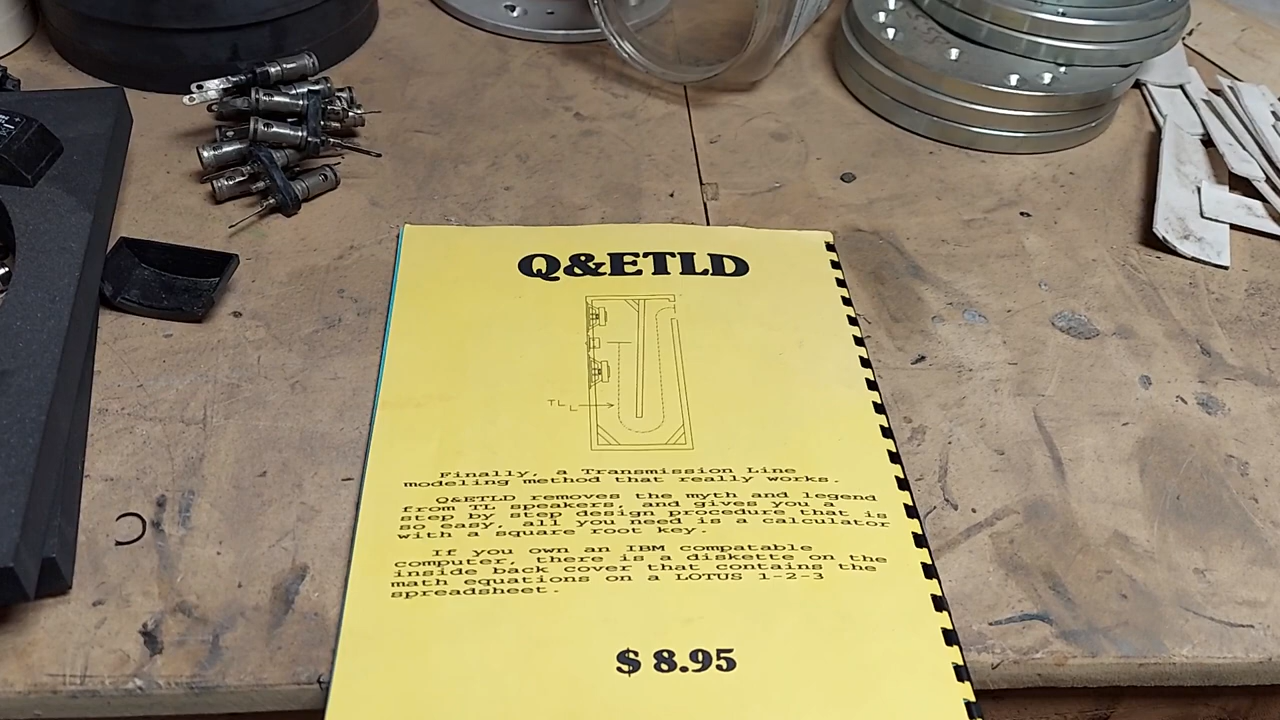 Q&ETLD
TL L
Finally, a Transmission Line
modeling method that really works.
Q&ETLD removes the myth and legend
from TL speakers, and gives you a
step by step design procedure that is
so easy, all you need is a calculator
with a square root key.
If you own an IBM compatable
computer, there is a diskette on the
inside back cover that contains the
math equations on a LOTUS 1-2-3
spreadsheet.
$ 8.95